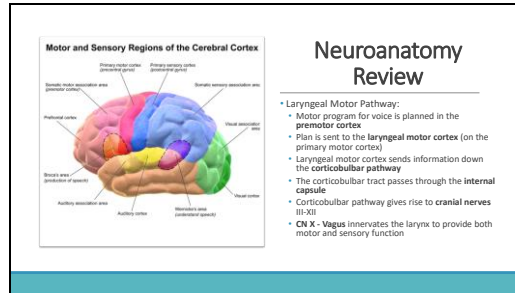 Motor and Sensory Regions of the Cerebral Cortex
Primary motor cortex
(precentral gyrus)
Primary sensory cortex
(postcentral gyrus)
Somatic motor association area
(premotor cortex)
Somatic sensory association area
Prefrontal cortex
Visual association
area
Broca's area
(production of speech)
Visual cortex
Auditory association area
Auditory cortex
Wernicke's area
(understand speech)
Neuroanatomy
Review
• Laryngeal Motor Pathway:
• Motor program for voice is planned in the
premotor cortex
• Plan is sent to the laryngeal motor cortex (on the
primary motor cortex)
• Laryngeal motor cortex sends information down
the corticobulbar pathway
• The corticobulbar tract passes through the internal
capsule
• Corticobulbar pathway gives rise to cranial nerves
III-XII
• CN X - Vagus innervates the larynx to provide both
motor and sensory function